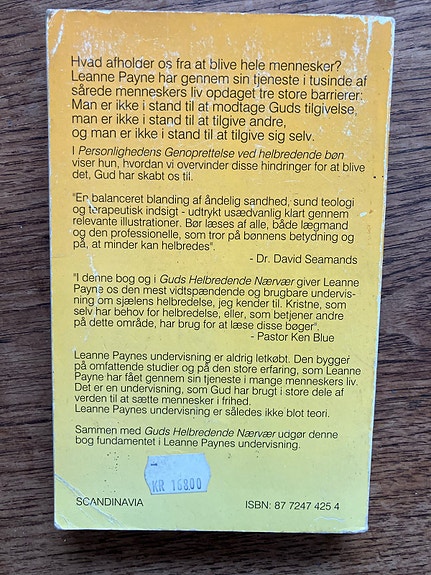 Hvad afholder os fra at blive hele mennesker?
Leanne Payne har gennem sin tjeneste i tusinde af
sårede menneskers liv opdaget tre store barrierer:
Man er ikke i stand til at modtage Guds tilgivelse,
man er ikke i stand til at tilgive andre,
og man er ikke i stand til at tilgive sig selv.
I Personlighedens Genoprettelse ved helbredende bøn
viser hun, hvordan vi overvinder disse hindringer for at blive
det, Gud har skabt os til.
"En balanceret blanding af åndelig sandhed, sund teologi
og terapeutisk indsigt - udtrykt usædvanlig klart gennem
relevante illustrationer. Bør læses af alle, både lægmand
og den professionelle, som tror på bønnens betydning og
på, at minder kan helbredes".
- Dr. David Seamands
"I denne bog og i Guds Helbredende Nærvær giver Leanne
Payne os den mest vidtspændende og brugbare undervis-
ning om sjælens helbredelse, jeg kender til. Kristne, som
selv har behov for helbredelse, eller, som betjener andre
på dette område, har brug for at læse disse bøger".
- Pastor Ken Blue
Leanne Paynes undervisning er aldrig letkøbt. Den bygger
på omfattende studier og på den store erfaring, som Leanne
Payne har fået gennem sin tjeneste i mange menneskers liv.
Det er en undervisning, som Gud har brugt i store dele af
verden til at sætte mennesker i frihed.
Leanne Paynes undervisning er således ikke blot teori.
Sammen med Guds Helbredende Nærvær udgør denne
bog fundamentet i Leanne Paynes undervisning.
KR 168.00
SCANDINAVIA ISBN: 87 7247 425 4